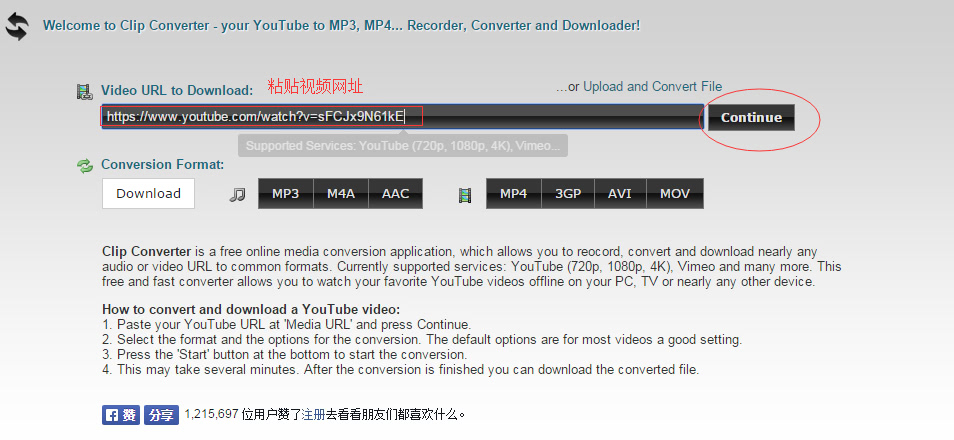 Welcome to Clip Converter - your YouTube to MP3, MP4... Recorder, Converter and Downloader!
Video URL to Download: 粘贴视频网址 ...or Upload and Convert File
https://www.youtube.com/watch?v=sFCJx9N61kE Continue
Supported Services: YouTube (720p, 1080p, 4K), Vimeo...
Conversion Format:
Download MP3 M4A AAC MP4 3GP AVI MOV
Clip Converter is a free online media conversion application, which allows you to reocord, convert and download nearly any
audio or video URL to common formats. Currently supported services: YouTube (720p, 1080p, 4K), Vimeo and many more. This
free and fast converter allows you to watch your favorite YouTube videos offline on your PC, TV or nearly any other device.
How to convert and download a YouTube video:
1. Paste your YouTube URL at 'Media URL' and press Continue.
2. Select the format and the options for the conversion. The default options are for most videos a good setting.
3. Press the 'Start' button at the bottom to start the conversion.
4. This may take several minutes. After the conversion is finished you can download the converted file.
f 赞 分享 1,215,697 位用户赞了注册去看看朋友们都喜欢什么。